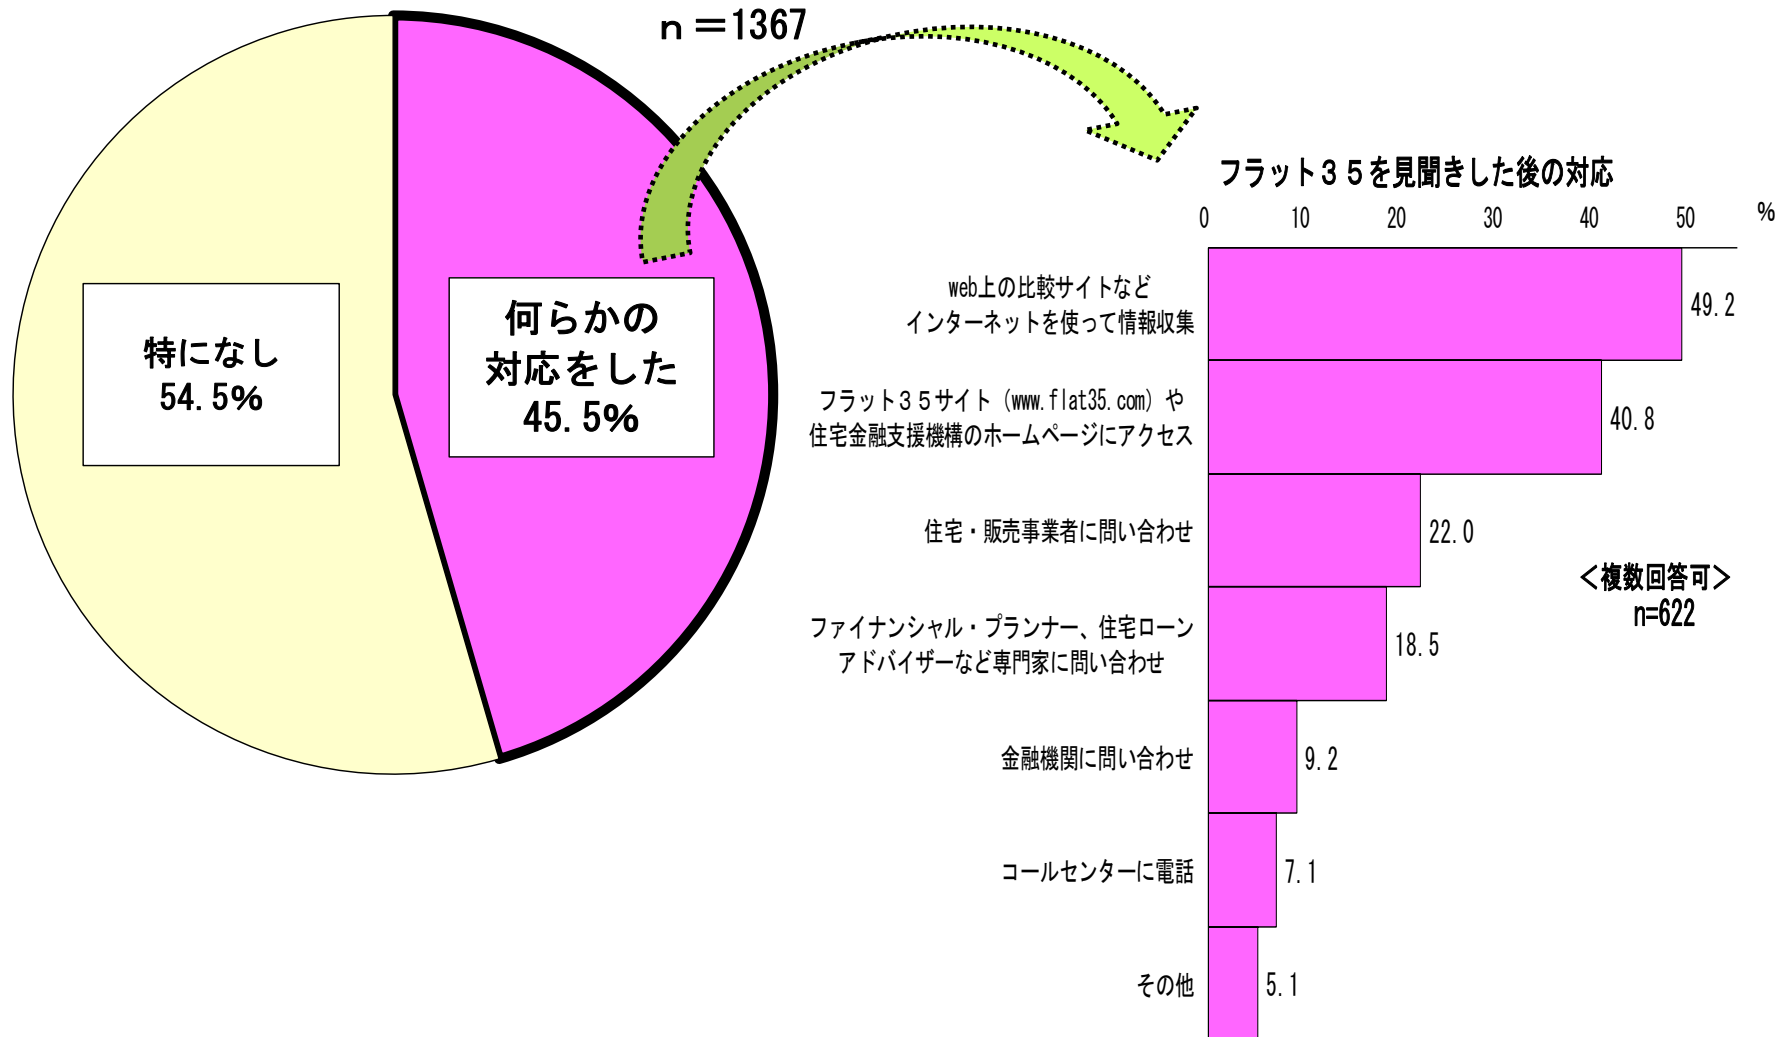 n＝1367
特になし
54.5%
何らかの
対応をした
45.5%
フラット３５を見聞きした後の対応
0 10 20 30 40 50 %
web上の比較サイトなど
インターネットを使って情報収集
49.2
フラット３５サイト（www.flat35.com）や
住宅金融支援機構のホームページにアクセス
40.8
住宅・販売事業者に問い合わせ
22.0
＜複数回答可＞
n=622
ファイナンシャル・プランナー、住宅ローン
アドバイザーなど専門家に問い合わせ
18.5
金融機関に問い合わせ
9.2
コールセンターに電話
7.1
その他
5.1